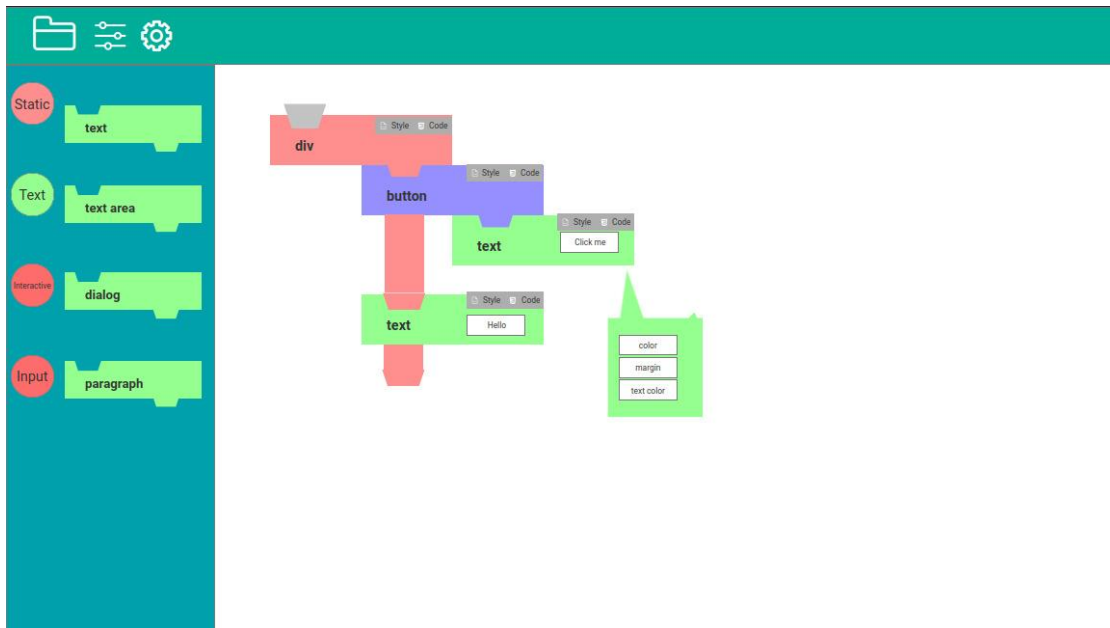 Static
text
Text
text area
Interactive
dialog
Input
paragraph
div
Style Code
button
Style Code
text
Style Code
Click me
text
Style Code
Hello
color
margin
text color